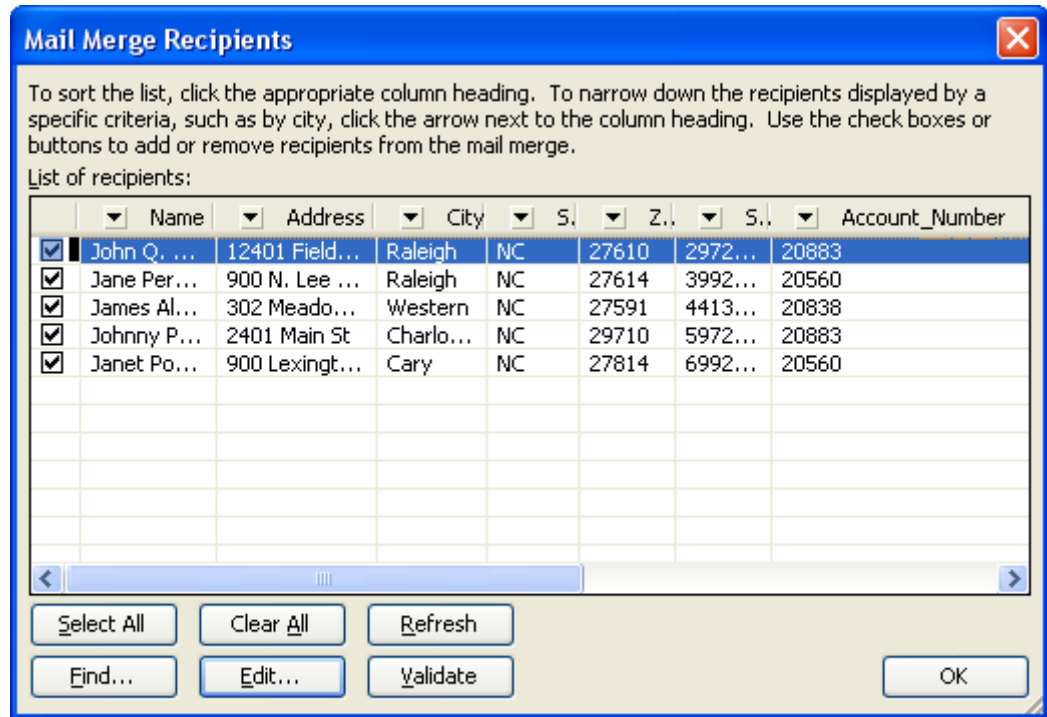 Mail Merge Recipients
To sort the list, click the appropriate column heading. To narrow down the recipients displayed by a
specific criteria, such as by city, click the arrow next to the column heading. Use the check boxes or
buttons to add or remove recipients from the mail merge.
List of recipients:
Name Address City S. Z.. S.. Account_Number
John Q. ... 12401 Field... Raleigh NC 27610 2972... 20883
Jane Per... 900 N. Lee ... Raleigh NC 27614 3992... 20560
James Al... 302 Meado... Western NC 27591 4413... 20838
Johnny P... 2401 Main St Charlo... NC 29710 5972... 20883
Janet Po... 900 Lexingt... Cary NC 27814 6992... 20560
Select All Clear All Refresh
Find... Edit... Validate OK